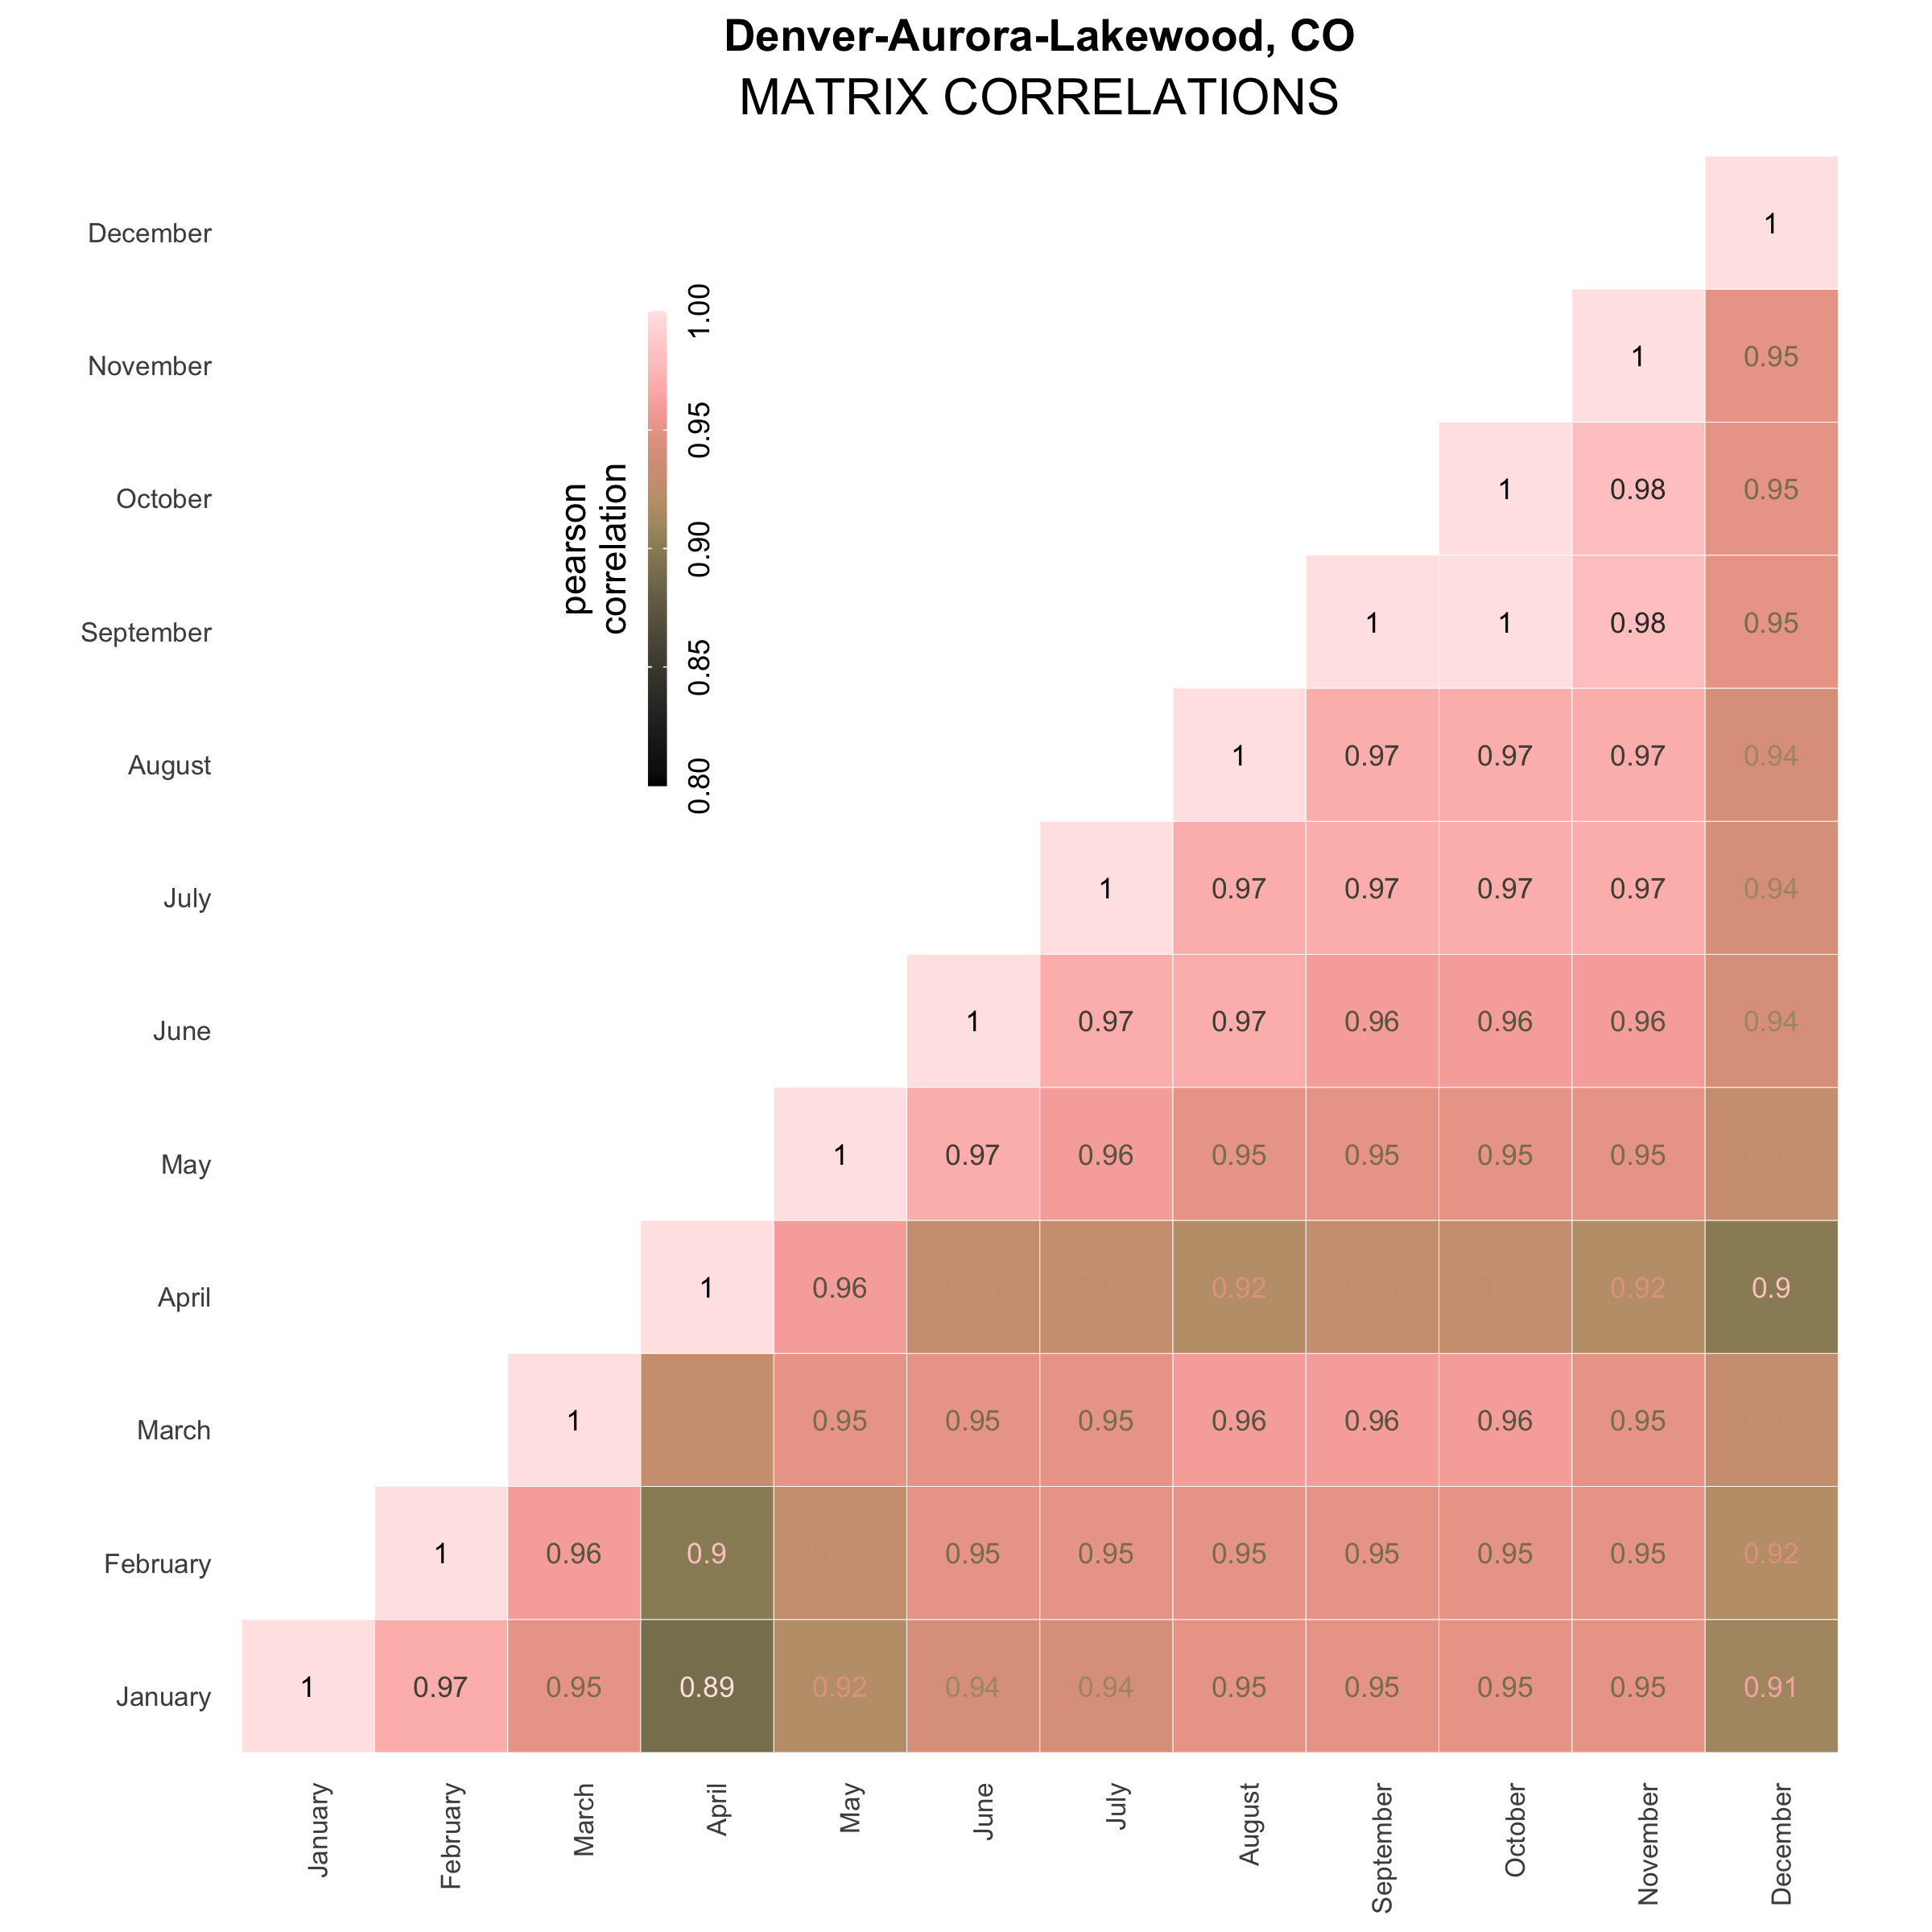 Denver-Aurora-Lakewood, CO
MATRIX CORRELATIONS
pearson
correlation
1.00
0.95
0.90
0.85
0.80
December 1
November 1 0.95
October 1 0.98 0.95
September 1 1 0.98 0.95
August 1 0.97 0.97 0.97 0.94
July 1 0.97 0.97 0.97 0.97 0.94
June 1 0.97 0.97 0.96 0.96 0.96 0.94
May 1 0.97 0.96 0.95 0.95 0.95 0.95
April 1 0.96 0.92 0.92 0.9
March 1 0.95 0.95 0.95 0.96 0.96 0.96 0.95
February 1 0.96 0.9 0.95 0.95 0.95 0.95 0.95 0.95 0.92
January 1 0.97 0.95 0.89 0.92 0.94 0.94 0.95 0.95 0.95 0.95 0.91
January February March April May June July August September October November December